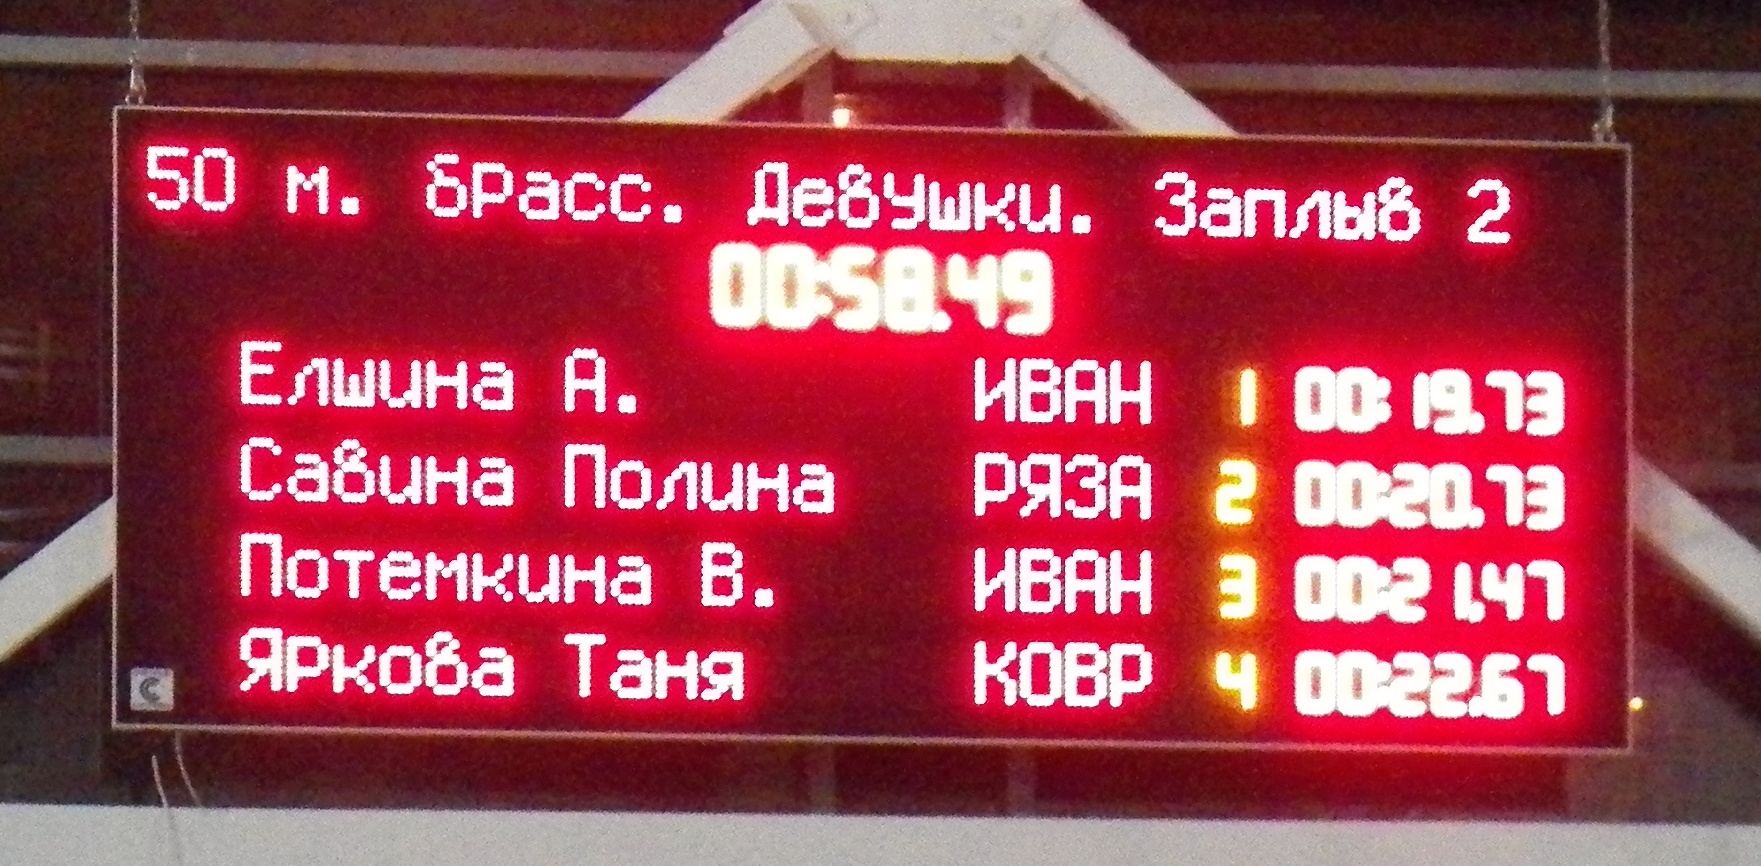 50 м. брасс. Девушки. Заплыв 2
00:58.49
Елшина А. ИВАН 1 00:19.73
Савина Полина РЯЗА 2 00:20.73
Потемкина В. ИВАН 3 00:21.47
Яркова Таня КОВР 4 00:22.67